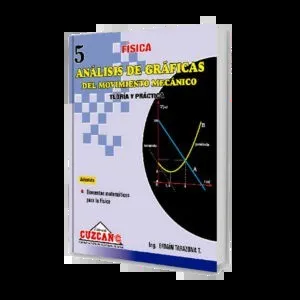 5
FÍSICA
ANÁLISIS DE GRÁFICAS
DEL MOVIMIENTO MECÁNICO
TEORÍA Y PRÁCTICA
Además:
Elementos matemáticos
para la Física
CUZCANO
Ing. EFRAÍN TARAZONA T.